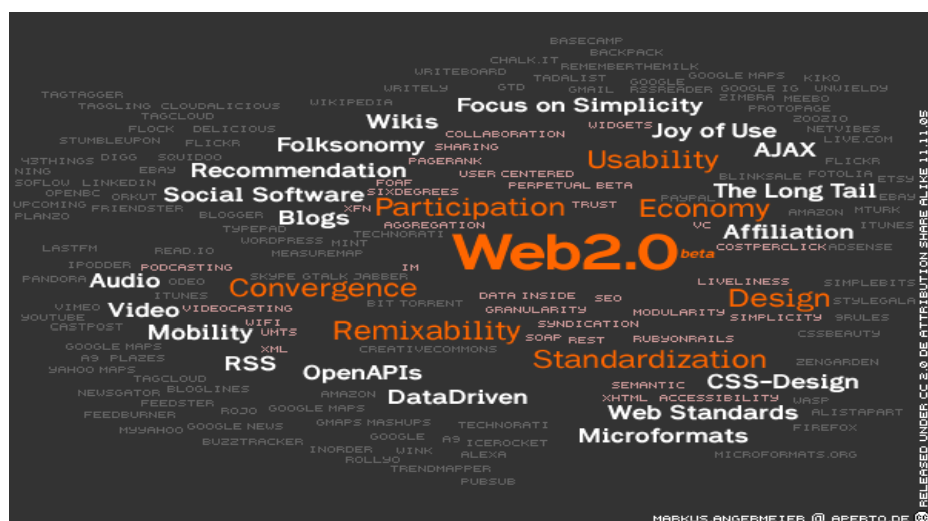 BASECAMP
BACKPACK
CHALK.IT REMEMBERTHEMILK
WRITEBOARD TADALIST GOOGLE GOOGLE MAPS KIKO
TAGTAGGER WRITELY GTD GMAIL RSSREADER GOOGLE IG UNWIELDY
TAGGLING CLOUDALICIOUS WIKIPEDIA Focus on Simplicity ZIMBRA MEEBO
TAGCLOUD PROTOPAGE
FLOCK DELICIOUS Wikis COLLABORATION WIDGETS Joy of Use ZOOZIO
NETVIBES
STUMBLEUPON FLICKR Folksonomy SHARING AJAX LIVE.COM
43THINGS DIGG SQUIDOO PAGERANK Usability FLICKR
NING EBAY Recommendation USER CENTERED BLINKSALE FOTOLIA ETSY
SOFLOW LINKEDIN FOAF PERPETUAL BETA
OPENBC ORKUT Social Software SIXDEGREES PAYPAL The Long Tail EBAY
UPCOMING FRIENDSTER BLOGGER XFN Participation TRUST Economy AMAZON MTURK
PLANZO Blogs AGGREGATION VC ITUNES
TYPEPAD TECHNORATI Affiliation
LASTFM READ.IO WORDPRESS MINT Web2.0 beta COSTPERCLICK ADSENSE
MEASUREMAP
IPODDER PODCASTING IM
PANDORA Audio ODEO SKYPE GTALK JABBER LIVELINESS SIMPLEBITS
ITUNES Convergence DATA INSIDE SEO Design STYLEGALA
VIMEO Video VIDEOCASTING BIT TORRENT GRANULARITY MODULARITY SIMPLICITY 9RULES
YOUTUBE
CASTPOST Mobility WIFI UMTS Remixability SYNDICATION CSSBEAUTY
SOAP REST RUBYONRAILS
GOOGLE MAPS XML CREATIVECOMMONS
A9 PLAZES RSS Standardization ZENGARDEN
YAHOO MAPS OpenAPIs
TAGCLOUD SEMANTIC CSS-Design
NEWSGATOR BLOGLINES AMAZON DataDriven XHTML ACCESSIBILITY UASP
FEEDSTER
FEEDBURNER ROJO GOOGLE MAPS Web Standards ALISTAPART
MYYAHOO GOOGLE NEWS GMAPS MASHUPS TECHNORATI FIREFOX
BUZZTRACKER GOOGLE A9 ICEROCKET Microformats
INORDER WINK ALEXA MICROFORMATS.ORG
ROLLYO
TRENDMAPPER
PUBSUB
MARKUS ANGERMEIER @ APERTO.DE
RELEASED UNDER CC 2.0 DE ATTRIBUTION SHARE ALIKE 11.11.05